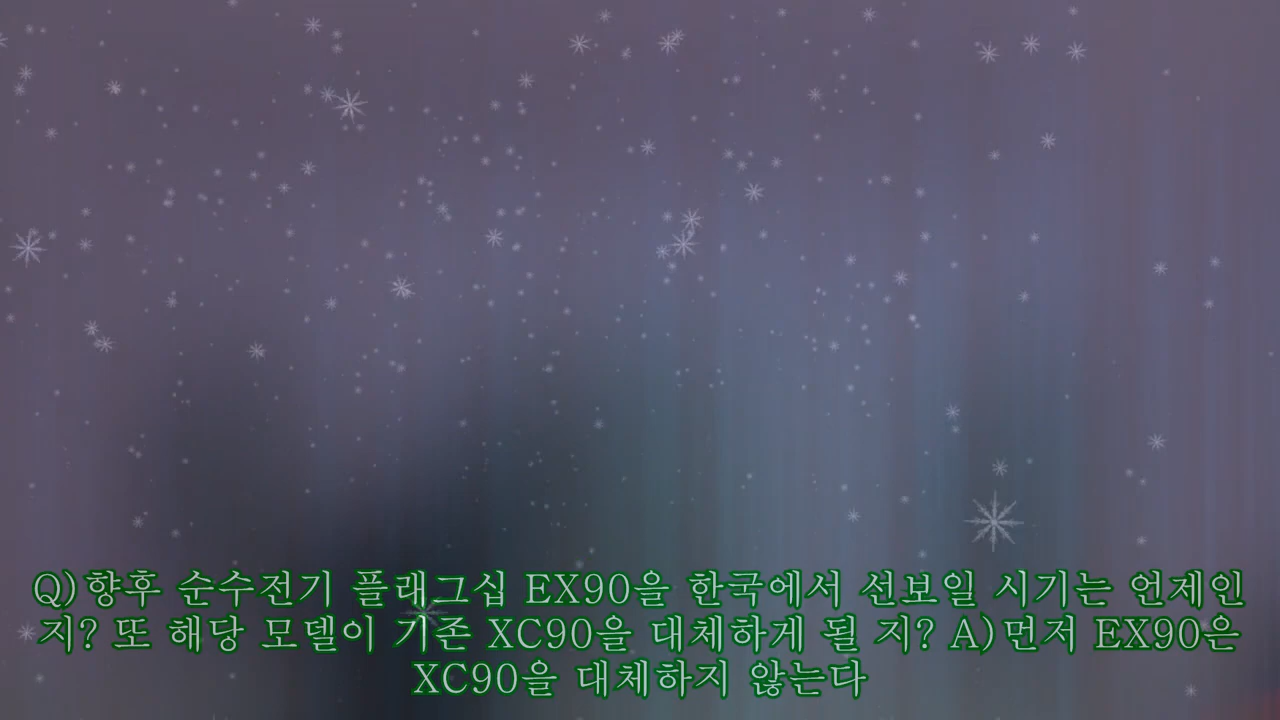 Q)향후 순수전기 플래그십 EX90을 한국에서 선보일 시기는 언제인
지? 또 해당 모델이 기존 XC90을 대체하게 될 지? A)먼저 EX90은
XC90을 대체하지 않는다